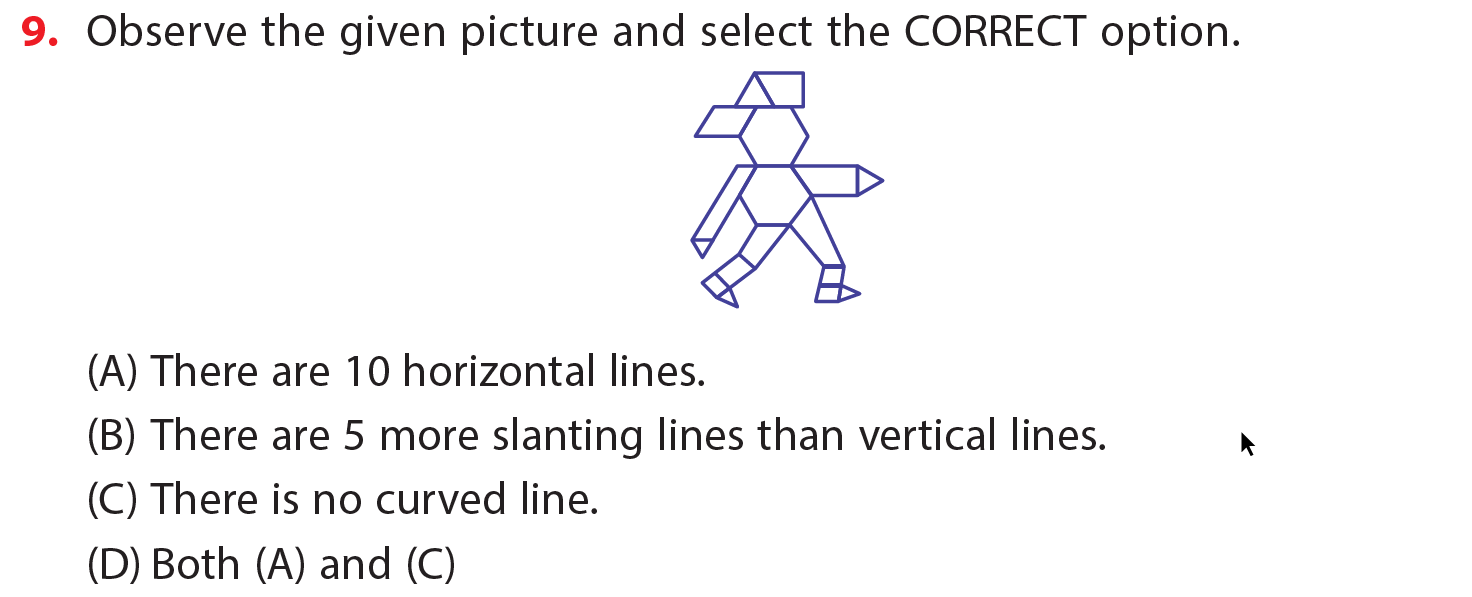 9. Observe the given picture and select the CORRECT option.
(A) There are 10 horizontal lines.
(B) There are 5 more slanting lines than vertical lines.
(C) There is no curved line.
(D) Both (A) and (C)